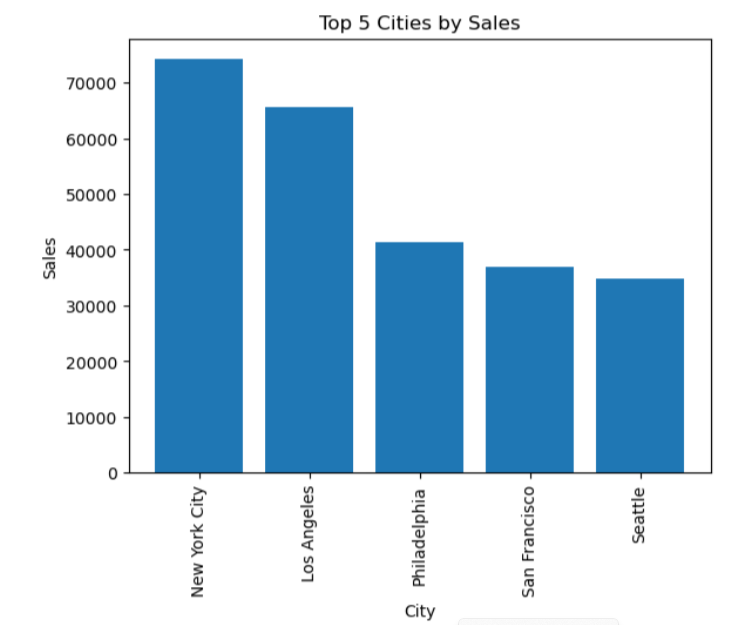 Top 5 Cities by Sales
70000
60000
50000
40000
30000
20000
10000
0
Sales
New York City
Los Angeles
Philadelphia
San Francisco
Seattle
City